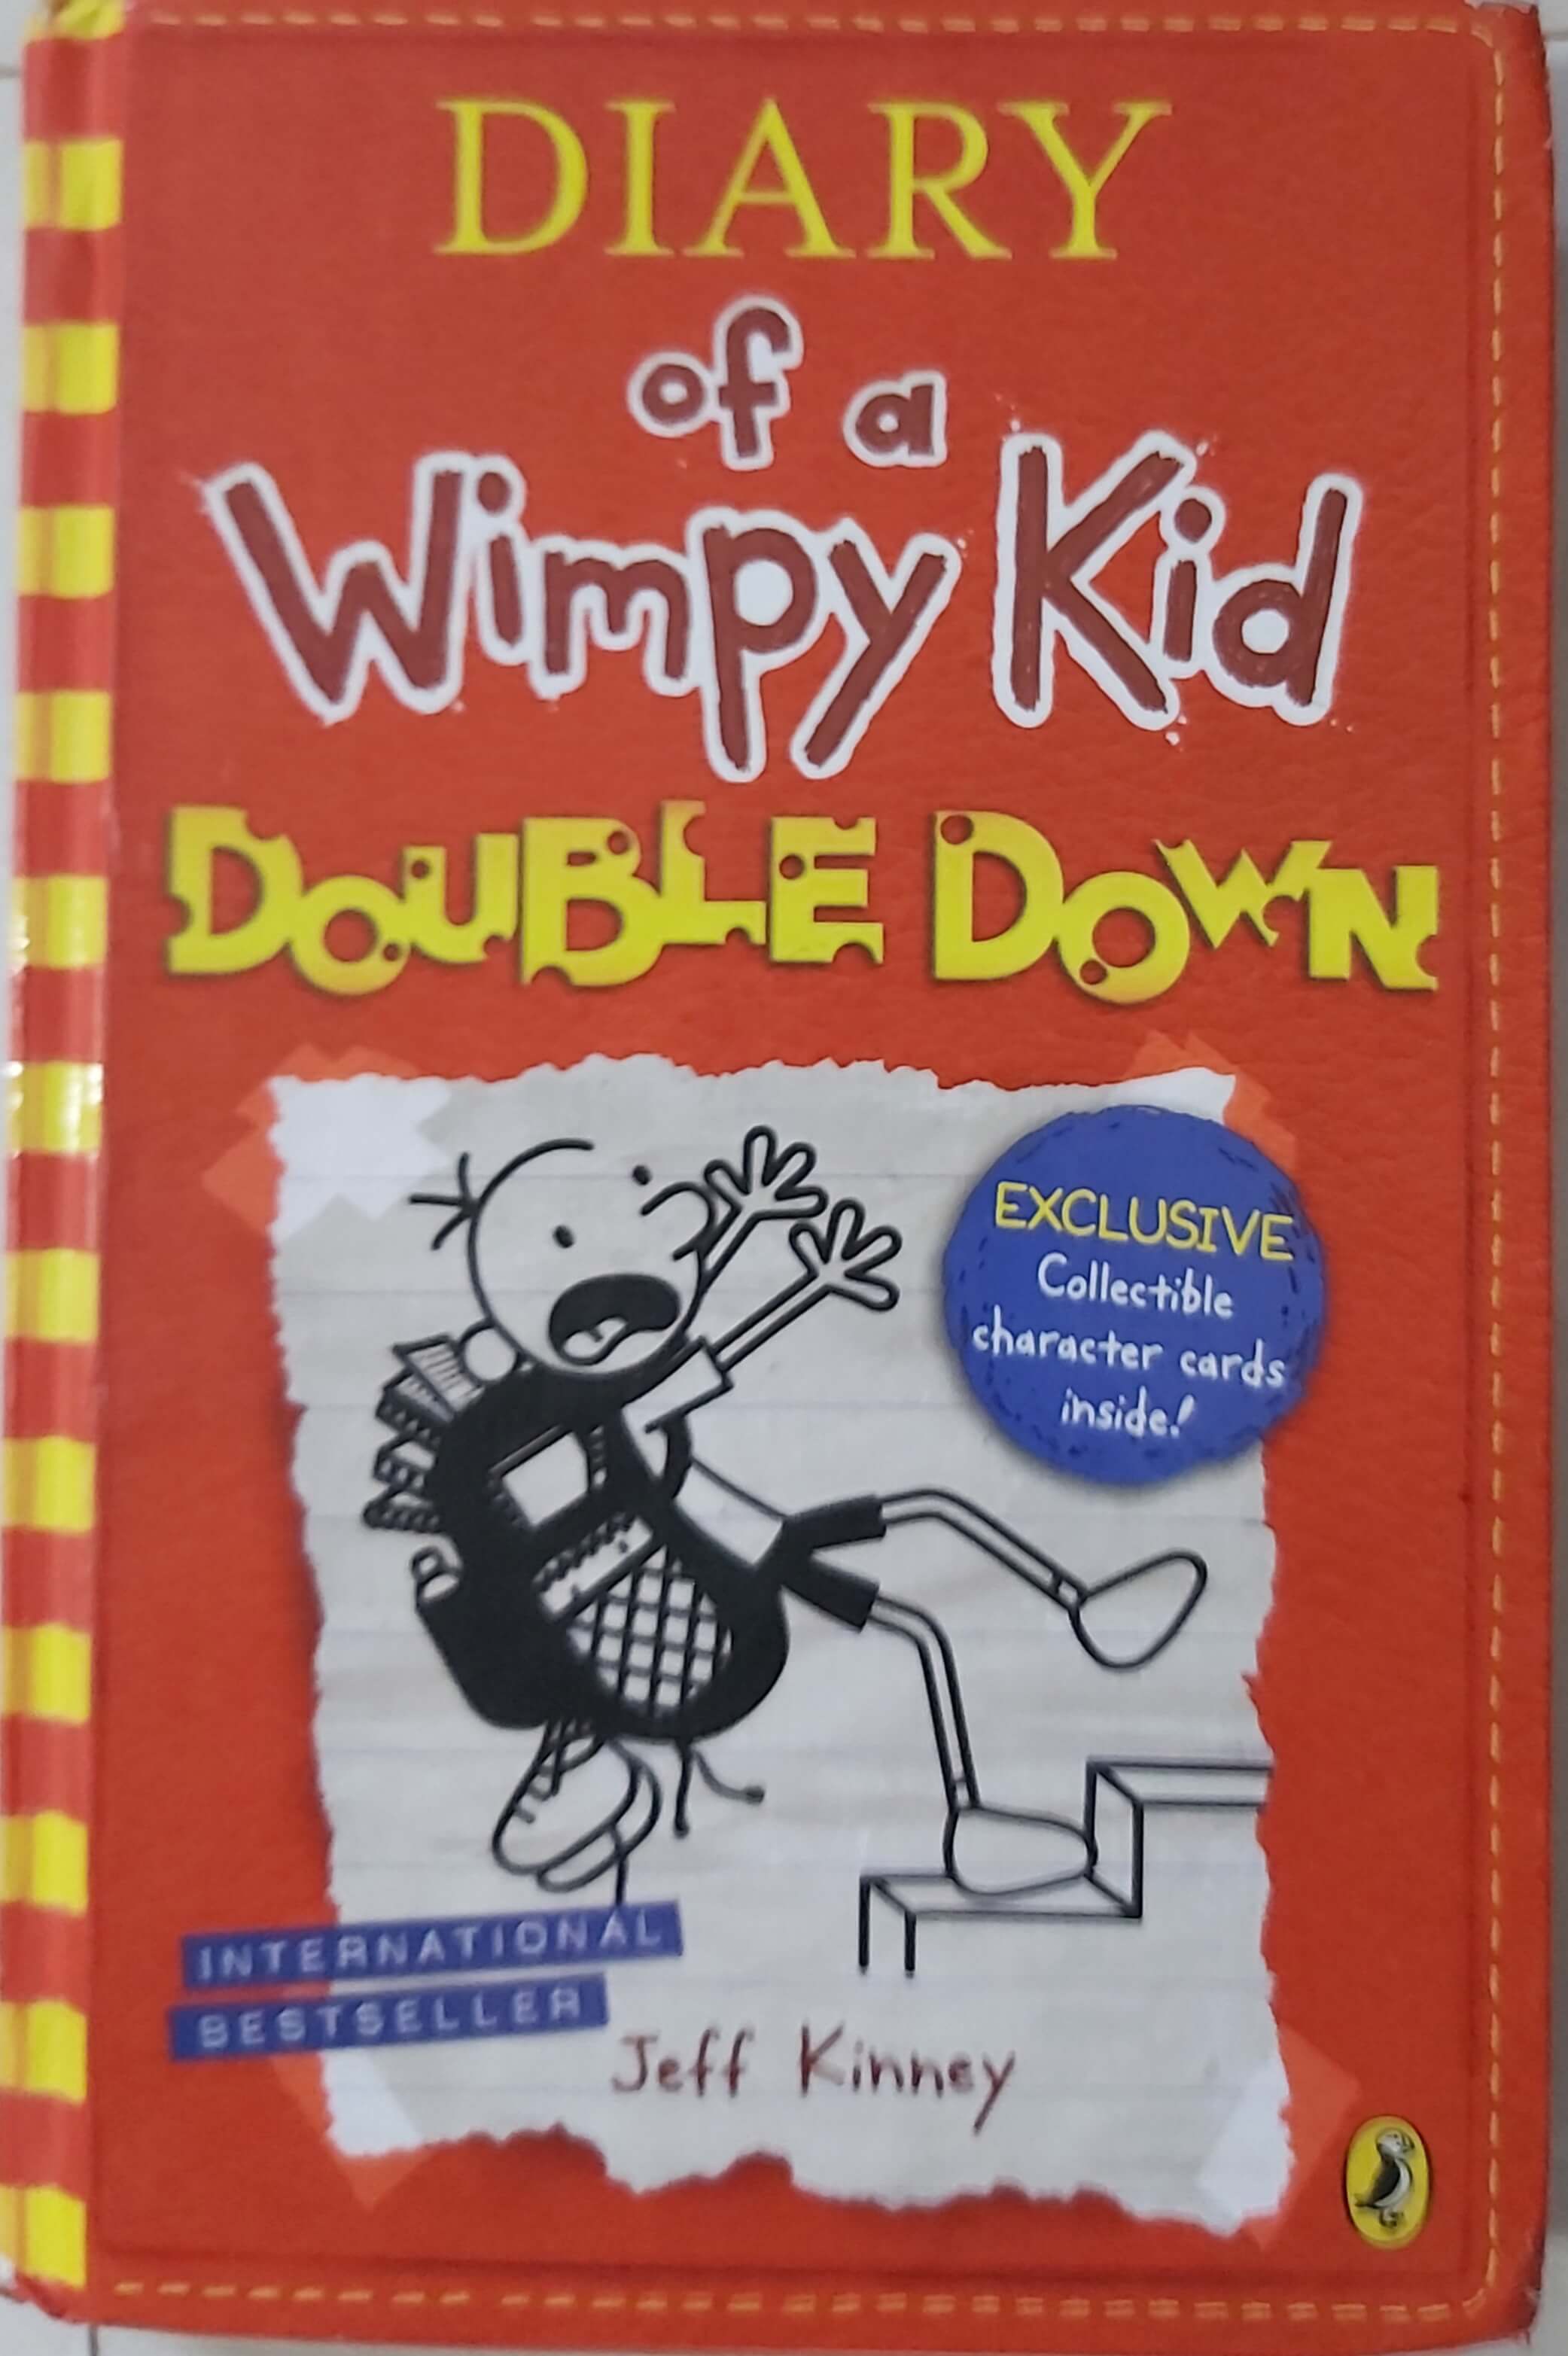 DIARY
of a
Wimpy Kid
DOUBLE DOWN
EXCLUSIVE
Collectible
character cards
inside!
INTERNATIONAL
BESTSELLER
Jeff Kinney